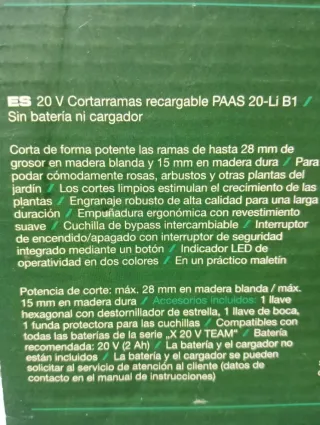 ES 20 V Cortarramas recargable PAAS 20-Li B1 /
Sin batería ni cargador
Corta de forma potente las ramas de hasta 28 mm de
grosor en madera blanda y 15 mm en madera dura / Para
podar cómodamente rosas, arbustos y otras plantas del
jardín / Los cortes limpios estimulan el crecimiento de las
plantas / Engranaje robusto de alta calidad para una larga
duración / Empuñadura ergonómica con revestimiento
suave / Cuchilla de bypass intercambiable / Interruptor
de encendido/apagado con interruptor de seguridad
integrado mediante un botón / Indicador LED de
operatividad en dos colores / En un práctico maletín
Potencia de corte: máx. 28 mm en madera blanda / máx.
15 mm en madera dura / Accesorios incluidos: 1 llave
hexagonal con destornillador de estrella, 1 llave de boca,
1 funda protectora para las cuchillas / Compatibles con
todas las baterías de la serie „X 20 V TEAM“ / Batería
recomendada: 20 V (2 Ah) / La batería y el cargador no
están incluidos / La batería y el cargador se pueden
solicitar al servicio de atención al cliente (datos de
contacto en el manual de instrucciones)